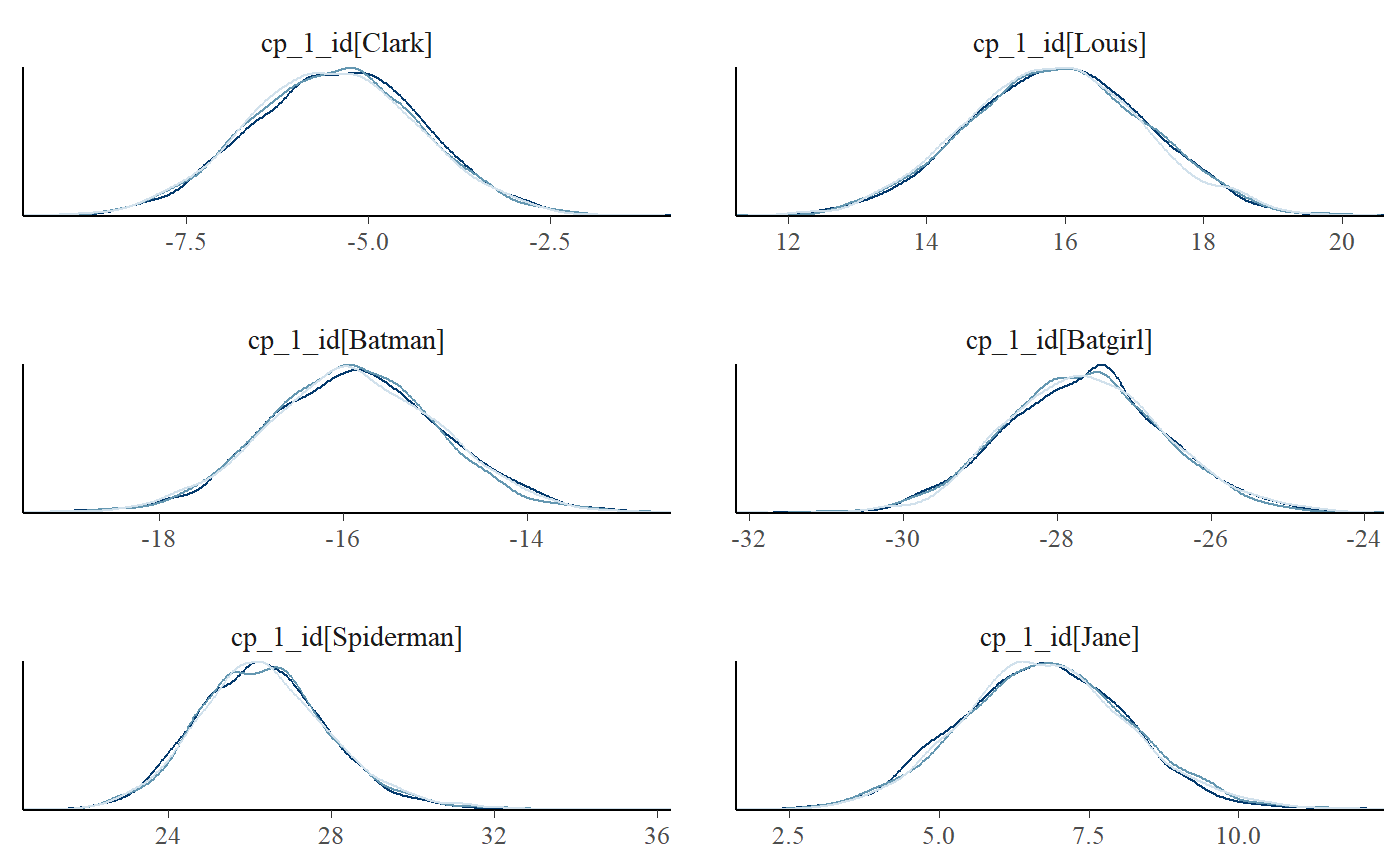 cp_1_id[Clark] cp_1_id[Louis]
-7.5 -5.0 -2.5 12 14 16 18 20
cp_1_id[Batman] cp_1_id[Batgirl]
-18 -16 -14 -32 -30 -28 -26 -24
cp_1_id[Spiderman] cp_1_id[Jane]
24 28 32 36 2.5 5.0 7.5 10.0